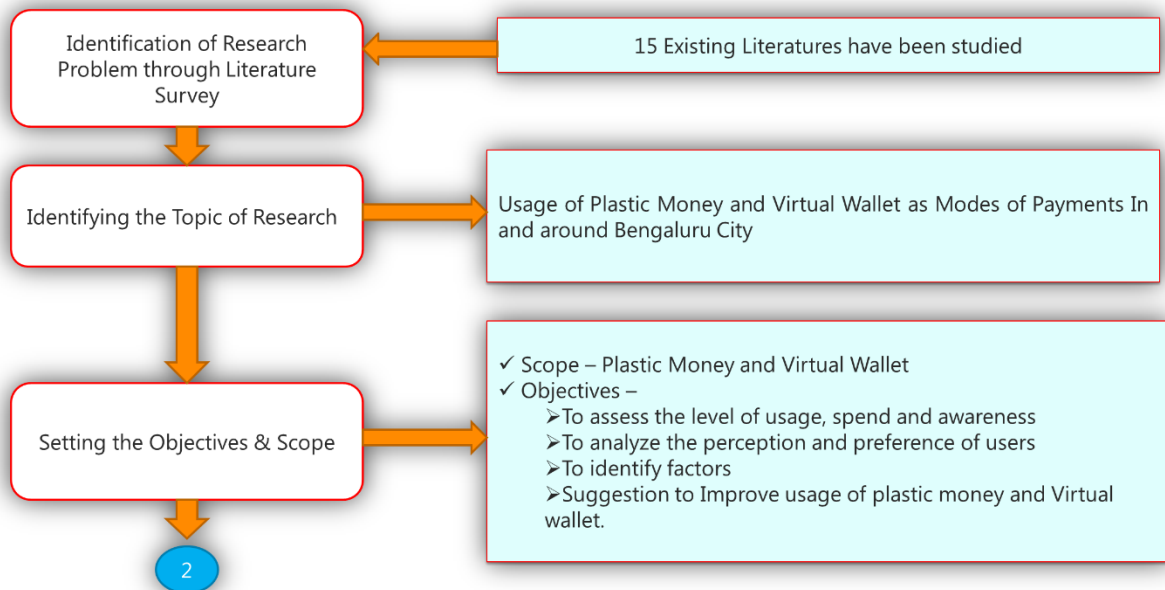 Identification of Research
Problem through Literature
Survey
15 Existing Literatures have been studied
Identifying the Topic of Research
Usage of Plastic Money and Virtual Wallet as Modes of Payments In
and around Bengaluru City
Setting the Objectives & Scope
✓ Scope – Plastic Money and Virtual Wallet
✓ Objectives –
➢To assess the level of usage, spend and awareness
➢To analyze the perception and preference of users
➢To identify factors
➢Suggestion to Improve usage of plastic money and Virtual
wallet.
2